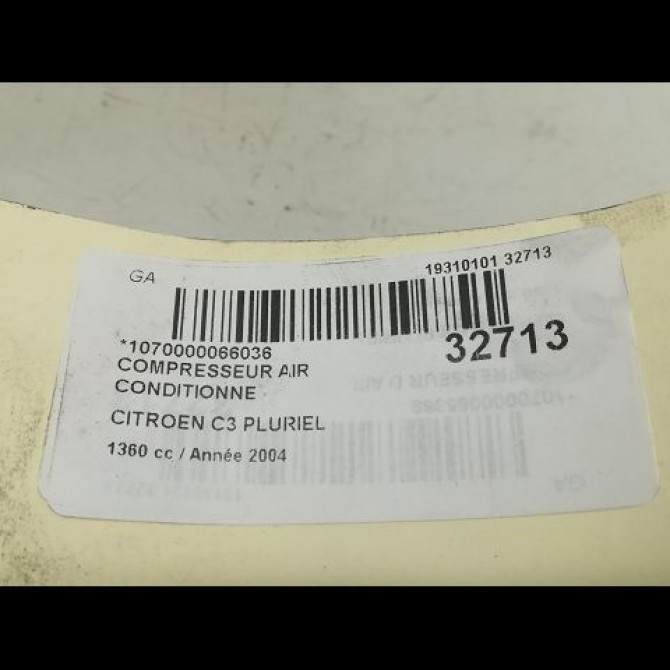 GA
19310101 32713
*1070000066036
32713
COMPRESSEUR AIR
CONDITIONNE
CITROEN C3 PLURIEL
1360 cc / Année 2004